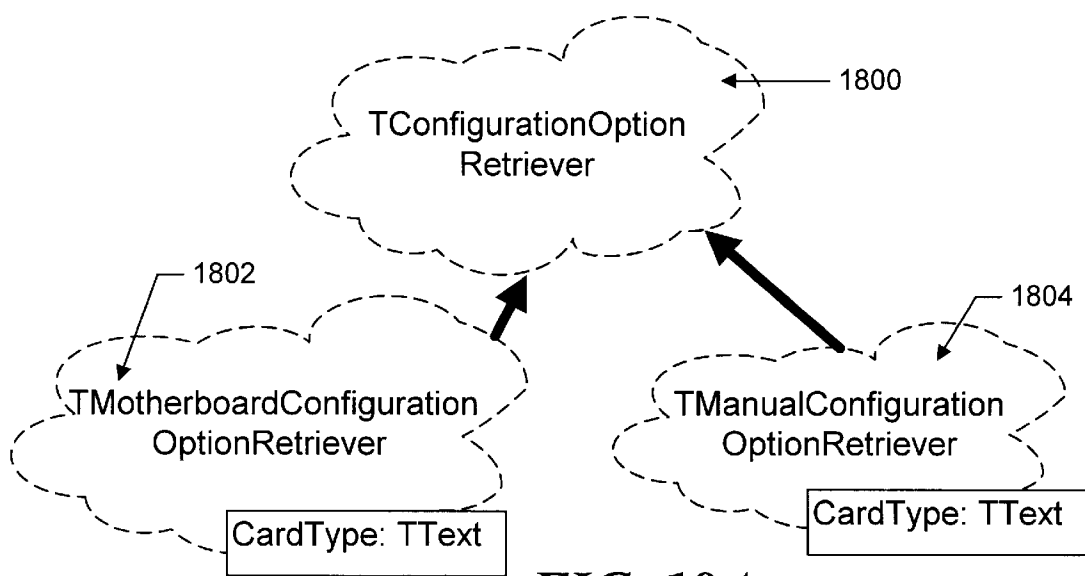 1800
TConfigurationOption
Retriever
1802
1804
TMotherboardConfiguration
OptionRetriever
TManualConfiguration
OptionRetriever
CardType: TText
CardType: TText